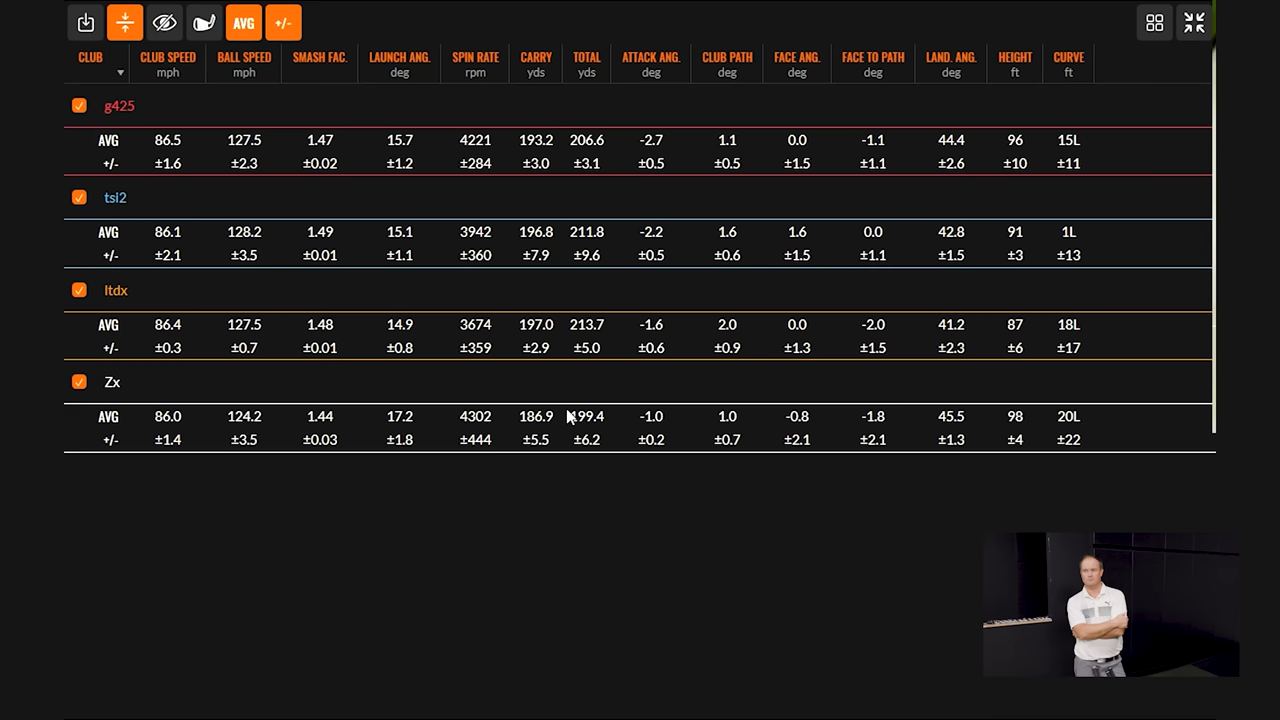 AVG +/-
CLUB CLUB SPEED BALL SPEED SMASH FAC. LAUNCH ANG. SPIN RATE CARRY TOTAL ATTACK ANG. CLUB PATH FACE ANG. FACE TO PATH LAND. ANG. HEIGHT CURVE
mph mph deg rpm yds yds deg deg deg deg deg ft ft
g425
AVG 86.5 127.5 1.47 15.7 4221 193.2 206.6 -2.7 1.1 0.0 -1.1 44.4 96 15L
+/- ±1.6 ±2.3 ±0.02 ±1.2 ±284 ±3.0 ±3.1 ±0.5 ±0.5 ±1.5 ±1.1 ±2.6 ±10 ±11
tsi2
AVG 86.1 128.2 1.49 15.1 3942 196.8 211.8 -2.2 1.6 1.6 0.0 42.8 91 1L
+/- ±2.1 ±3.5 ±0.01 ±1.1 ±360 ±7.9 ±9.6 ±0.5 ±0.6 ±1.5 ±1.1 ±1.5 ±3 ±13
ltdx
AVG 86.4 127.5 1.48 14.9 3674 197.0 213.7 -1.6 2.0 0.0 -2.0 41.2 87 18L
+/- ±0.3 ±0.7 ±0.01 ±0.8 ±359 ±2.9 ±5.0 ±0.6 ±0.9 ±1.3 ±1.5 ±2.3 ±6 ±17
Zx
AVG 86.0 124.2 1.44 17.2 4302 186.9 199.4 -1.0 1.0 -0.8 -1.8 45.5 98 20L
+/- ±1.4 ±3.5 ±0.03 ±1.8 ±444 ±5.5 ±6.2 ±0.2 ±0.7 ±2.1 ±2.1 ±1.3 ±4 ±22